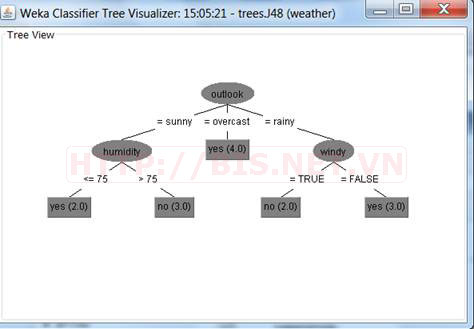 Weka Classifier Tree Visualizer: 15:05:21 - trees.J48 (weather)
Tree View
outlook
= sunny = overcast = rainy
humidity yes (4.0) windy
HTTP://BIS.NET.VN
<= 75 > 75 = TRUE = FALSE
yes (2.0) no (3.0) no (2.0) yes (3.0)